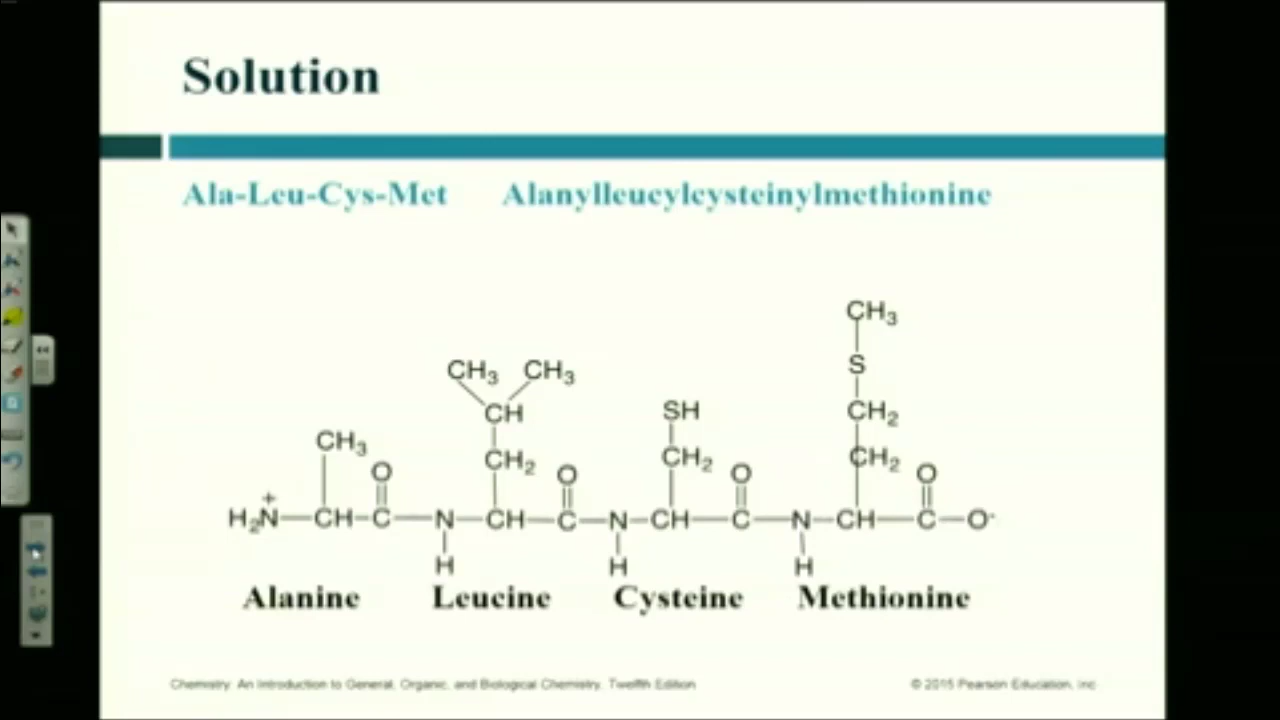 Solution
Ala-Leu-Cys-Met Alanylleucylcysteinylmethionine
CH₃
S
CH₃ CH₃
CH SH CH₂
CH₃ CH₂ CH₂ CH₂
O O O O
H₂N⁺—CH—C—N—CH—C—N—CH—C—N—CH—C—O⁻
H H H
Alanine Leucine Cysteine Methionine
Chemistry: An Introduction to General, Organic, and Biological Chemistry, Twelfth Edition © 2015 Pearson Education, Inc.